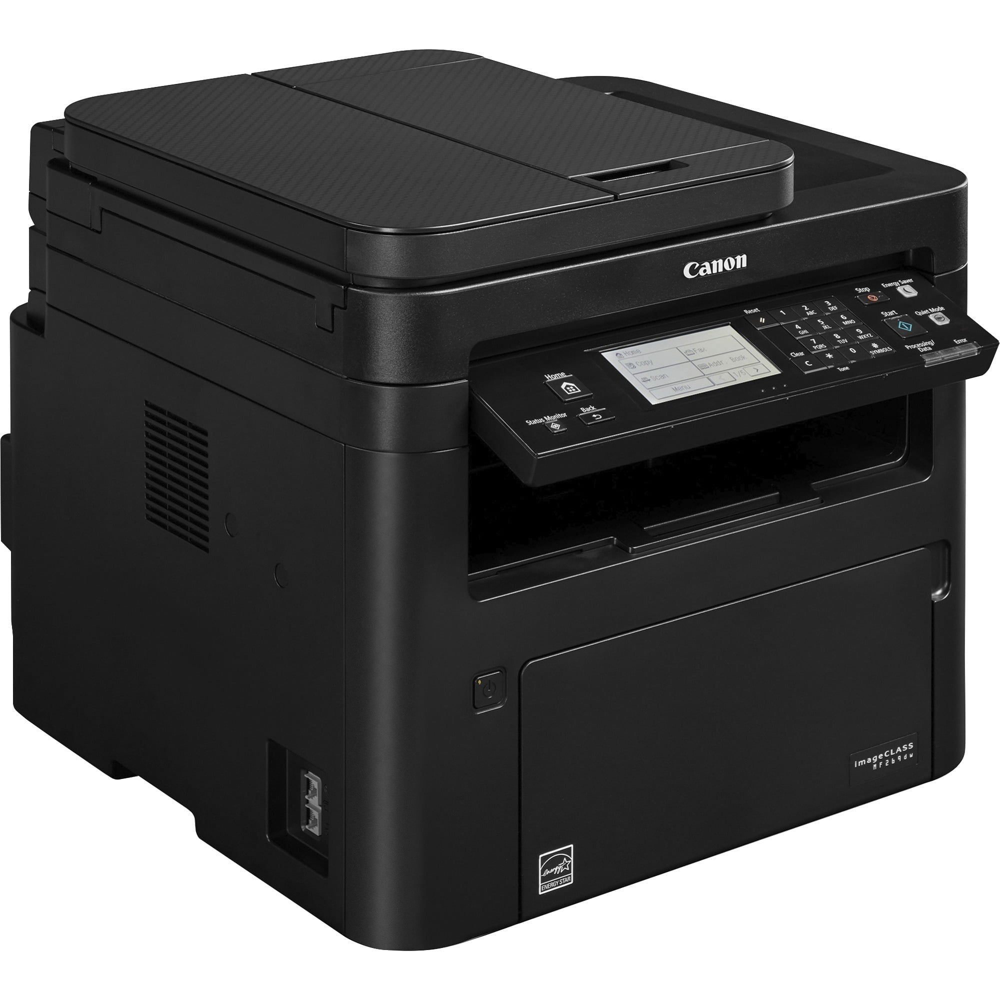 Canon
Stop
Energy Saver
Reset
1
2
ABC
3
DEF
Start
Quiet Mode
4
GHI
5
JKL
6
MNO
7
PQRS
8
TUV
9
WXYZ
Clear
C
*
Tone
0
#
SYMBOLS
Processing/
Data
Error
Home
Copy
Scan
Fax
Addr. Book
Menu
1/5
Home
Back
Status Monitor
imageCLASS
MF269dw
energy
ENERGY STAR